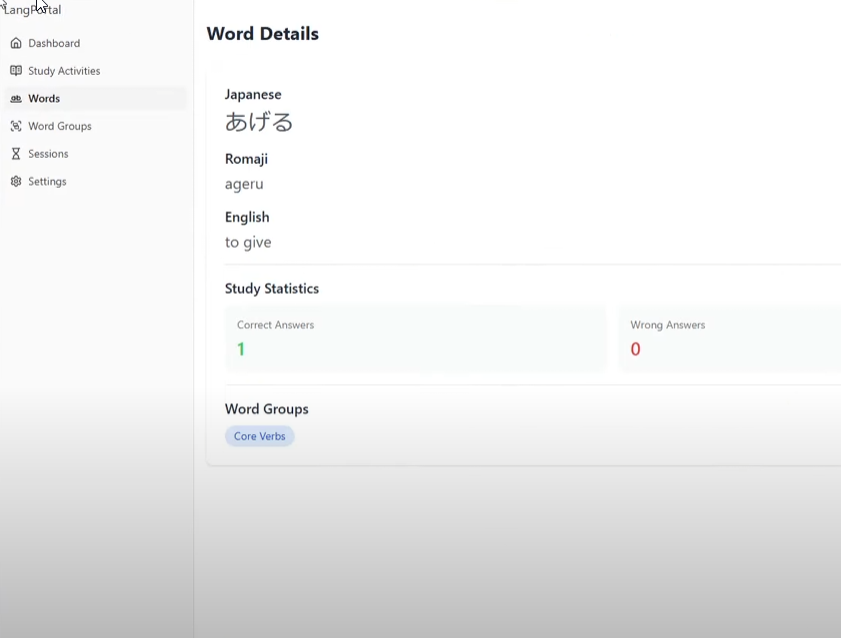 LangPortal
Dashboard
Study Activities
Words
Word Groups
Sessions
Settings
Word Details
Japanese
あげる
Romaji
ageru
English
to give
Study Statistics
Correct Answers
1
Wrong Answers
0
Word Groups
Core Verbs